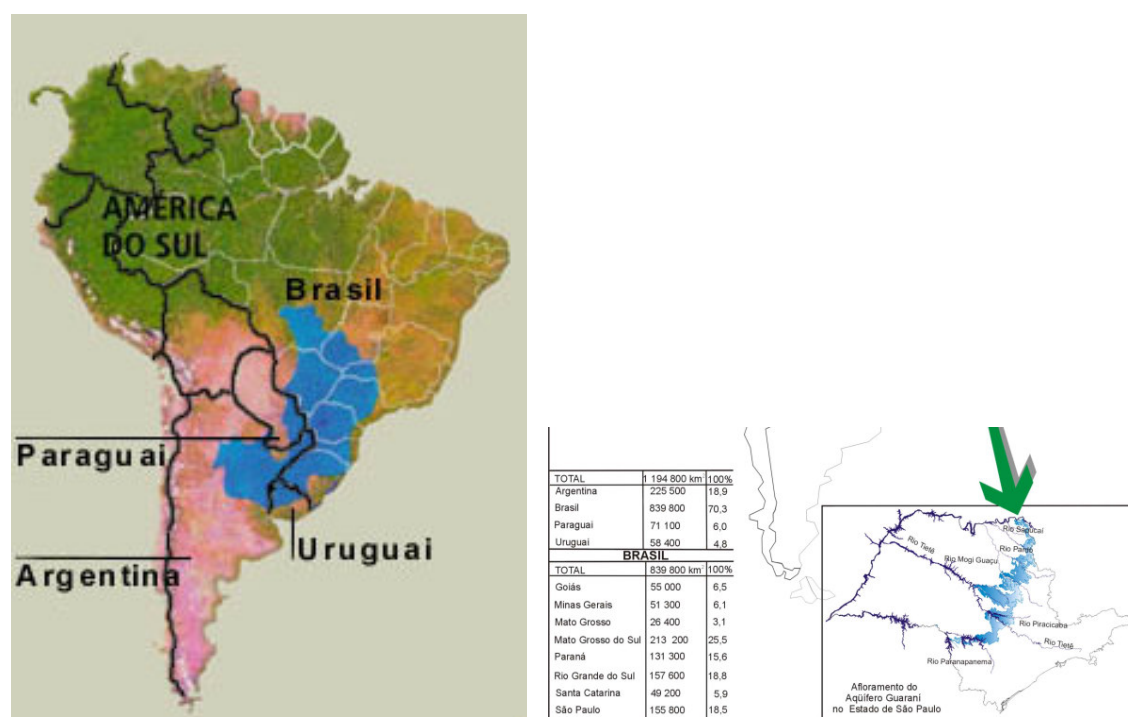 AMÉRICA
DO SUL
Brasil
Paraguai
Uruguai
Argentina
TOTAL 1 194 800 km² 100%
Argentina 225 500 18,9
Brasil 839 800 70,3
Paraguai 71 100 6,0
Uruguai 58 400 4,8
BRASIL
TOTAL 839 800 km² 100%
Goiás 55 000 6,5
Minas Gerais 51 300 6,1
Mato Grosso 26 400 3,1
Mato Grosso do Sul 213 200 25,5
Paraná 131 300 15,6
Rio Grande do Sul 157 600 18,8
Santa Catarina 49 200 5,9
São Paulo 155 800 18,5
Rio Sapucaí
Rio Tietê
Rio Pardo
Rio Mogi Guaçu
Rio Piracicaba
Rio Tietê
Rio Paranapanema
Afloramento do
Aqüífero Guaraní
no Estado de São Paulo